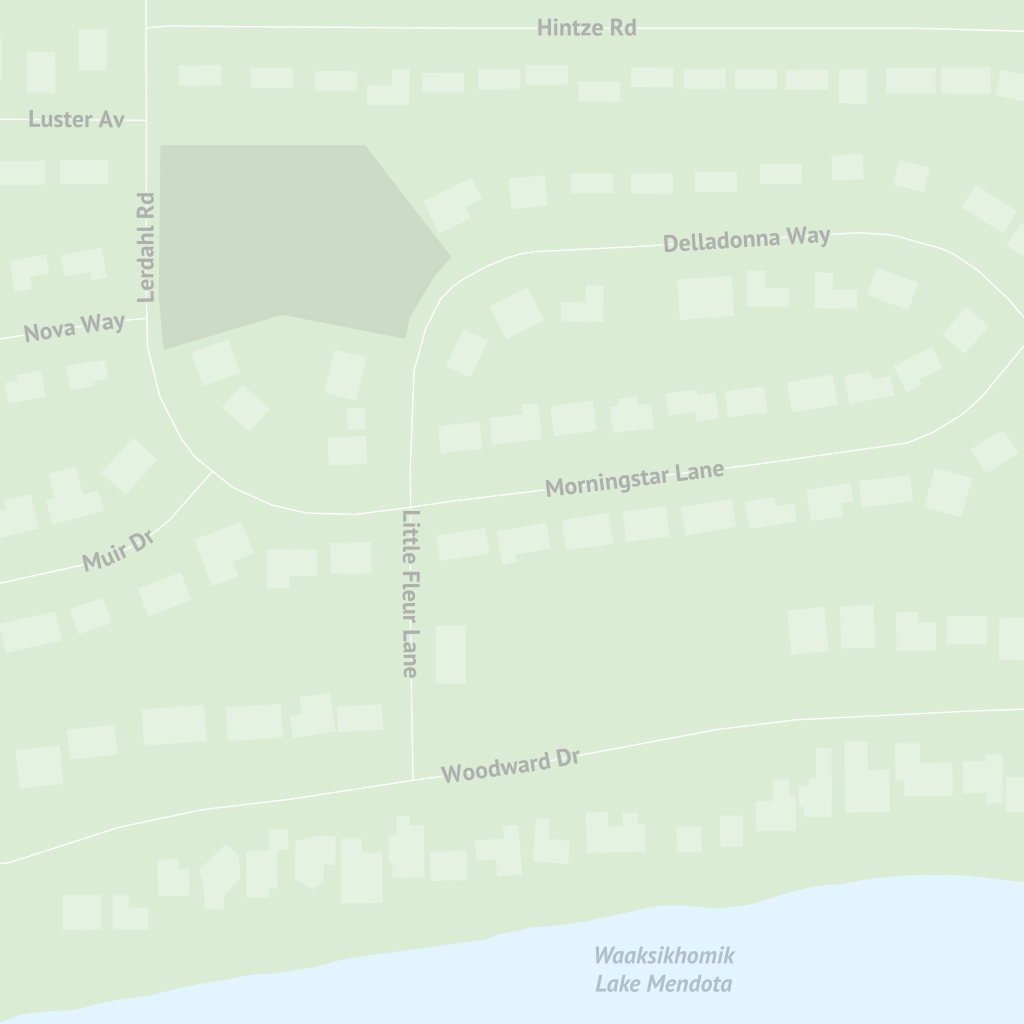 Hintze Rd
Luster Av
Lerdahl Rd
Delladonna Way
Nova Way
Morningstar Lane
Muir Dr
Little Fleur Lane
Woodward Dr
Waaksikhomik
Lake Mendota